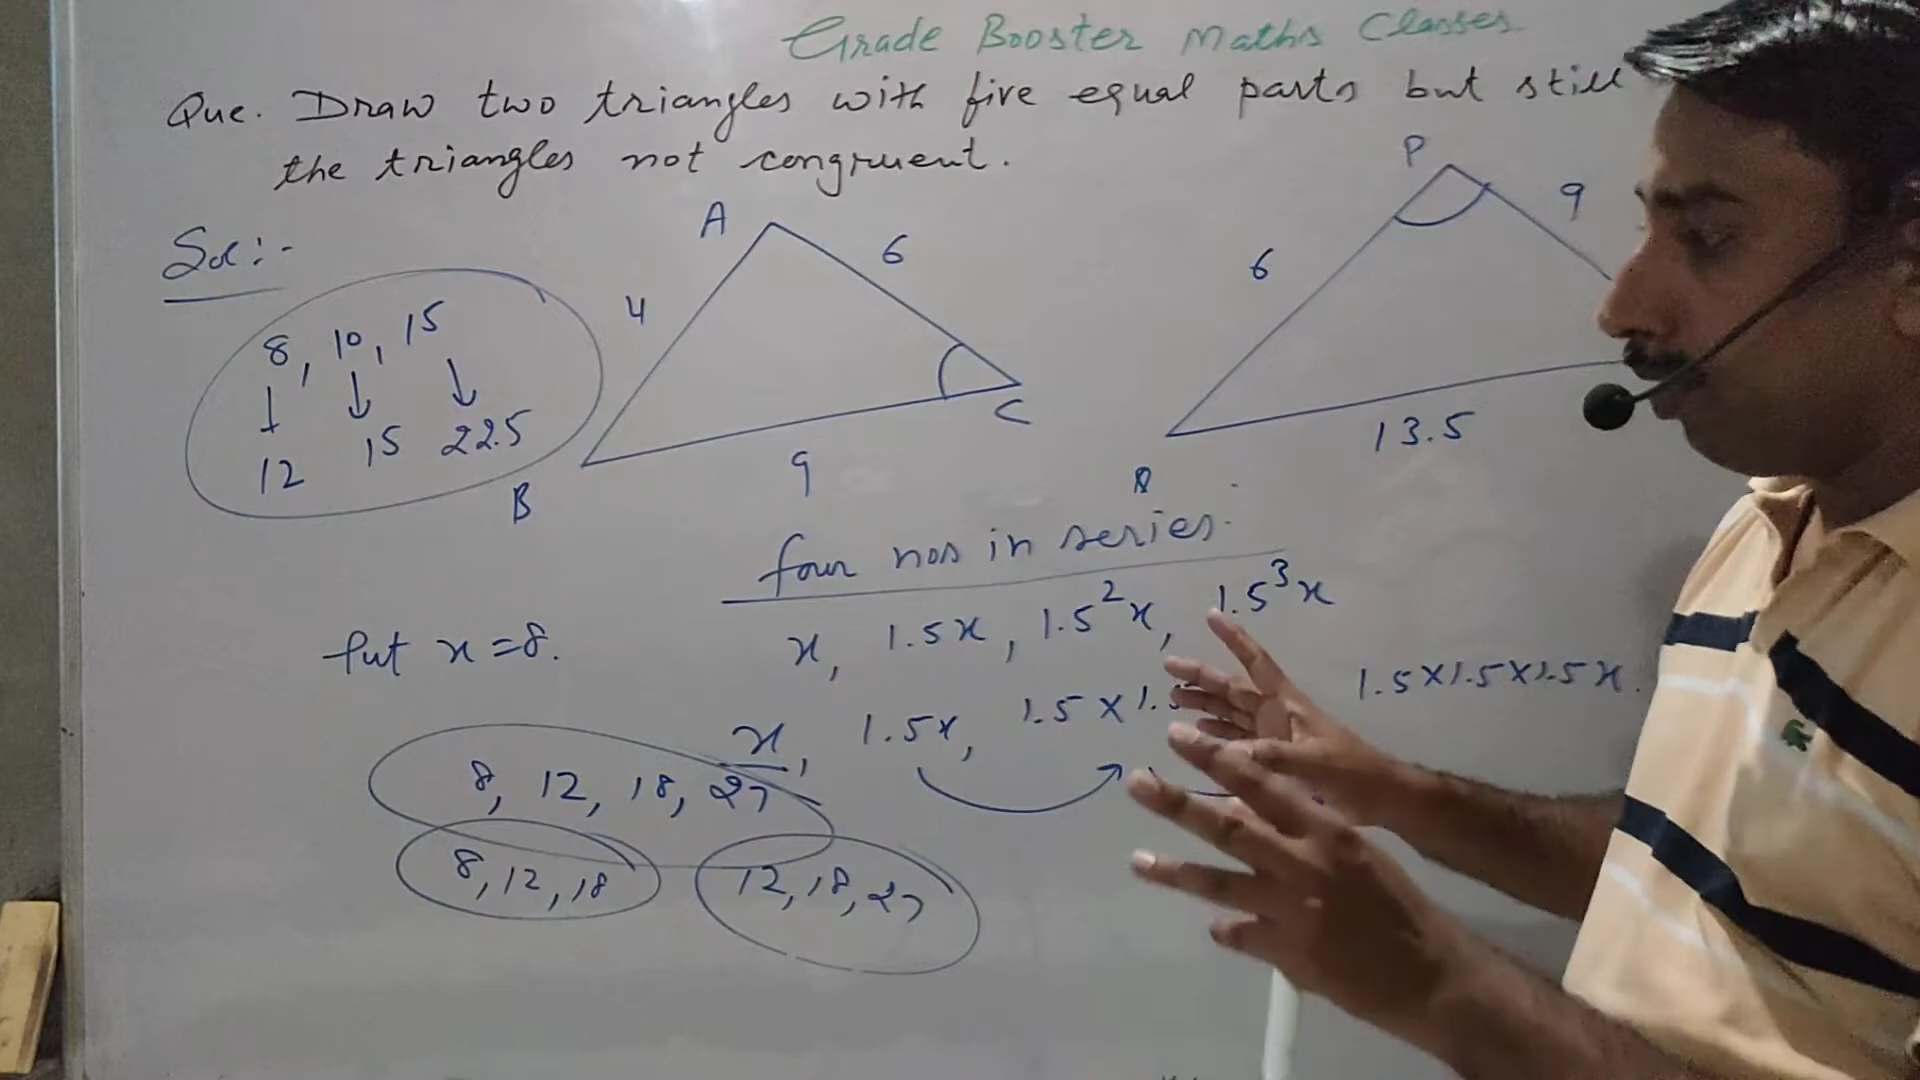 Grade Booster Maths Classes.
Que. Draw two triangles with five equal parts but still
the triangles not congruent.
Sol:-
8, 10, 15
12 15 22.5
A
4
6
B
9
C
P
6
9
13.5
four nos in series.
x, 1.5x, 1.5²x, 1.5³x
Put x=8.
1.5×1.5×1.5x.
x, 1.5x, 1.5×1.5
8, 12, 18, 27
8, 12, 18
12, 18, 27